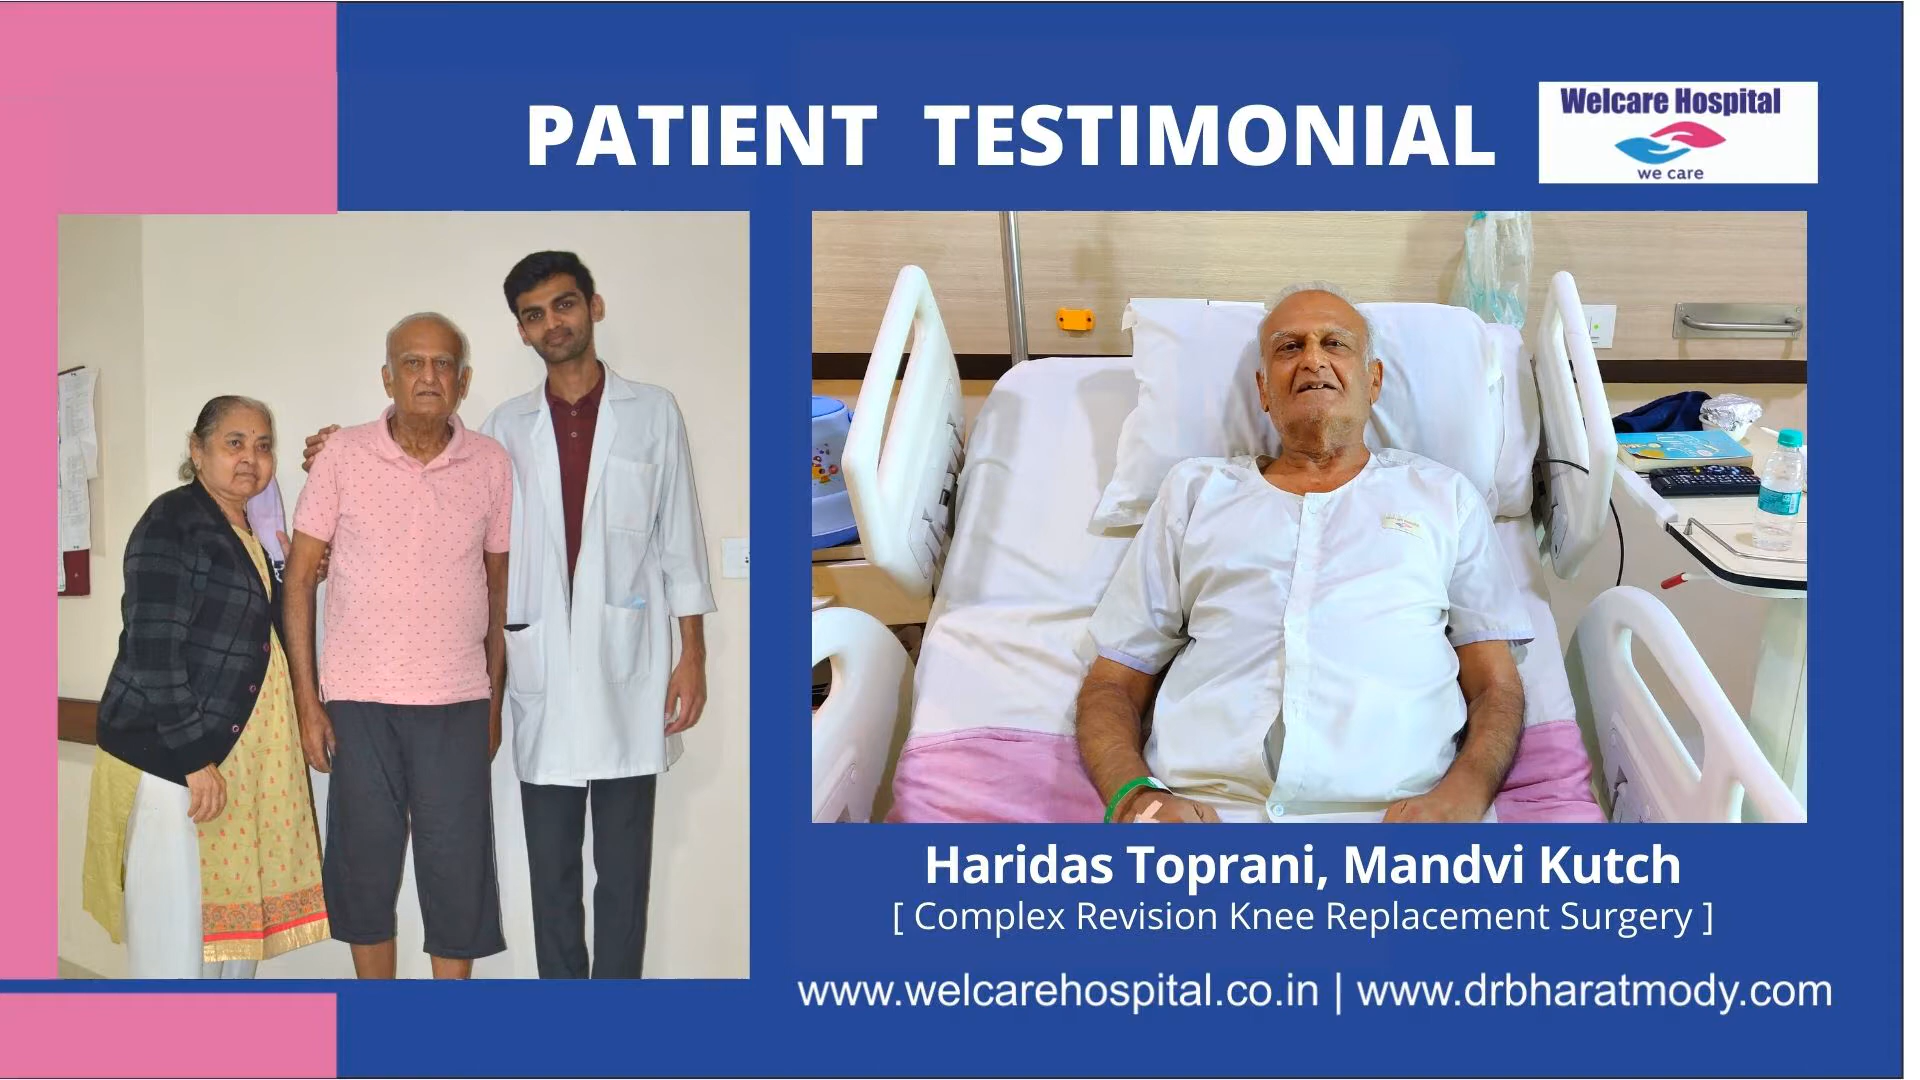 PATIENT TESTIMONIAL
Welcare Hospital
we care
Haridas Toprani, Mandvi Kutch
[ Complex Revision Knee Replacement Surgery ]
www.welcarehospital.co.in | www.drbharatmody.com